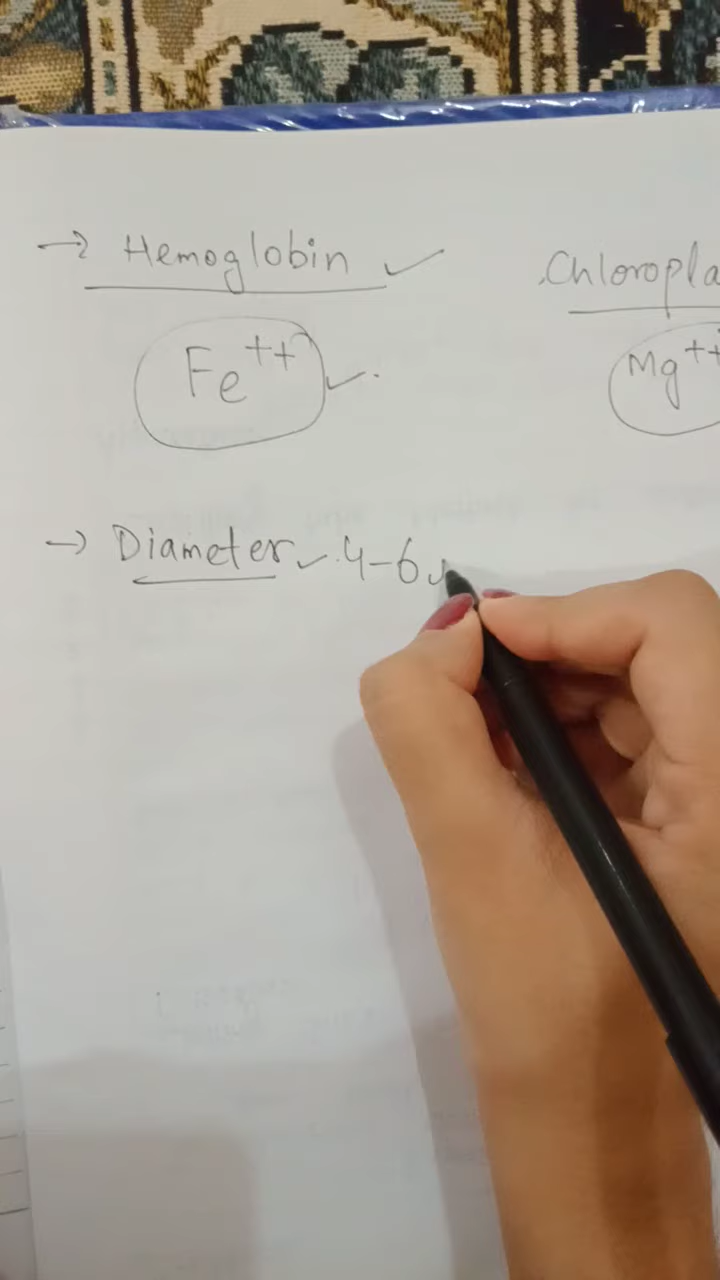 → Hemoglobin ✓ .Chloropla
Fe++ ✓. Mg++
→ Diameter ✓ .4-6